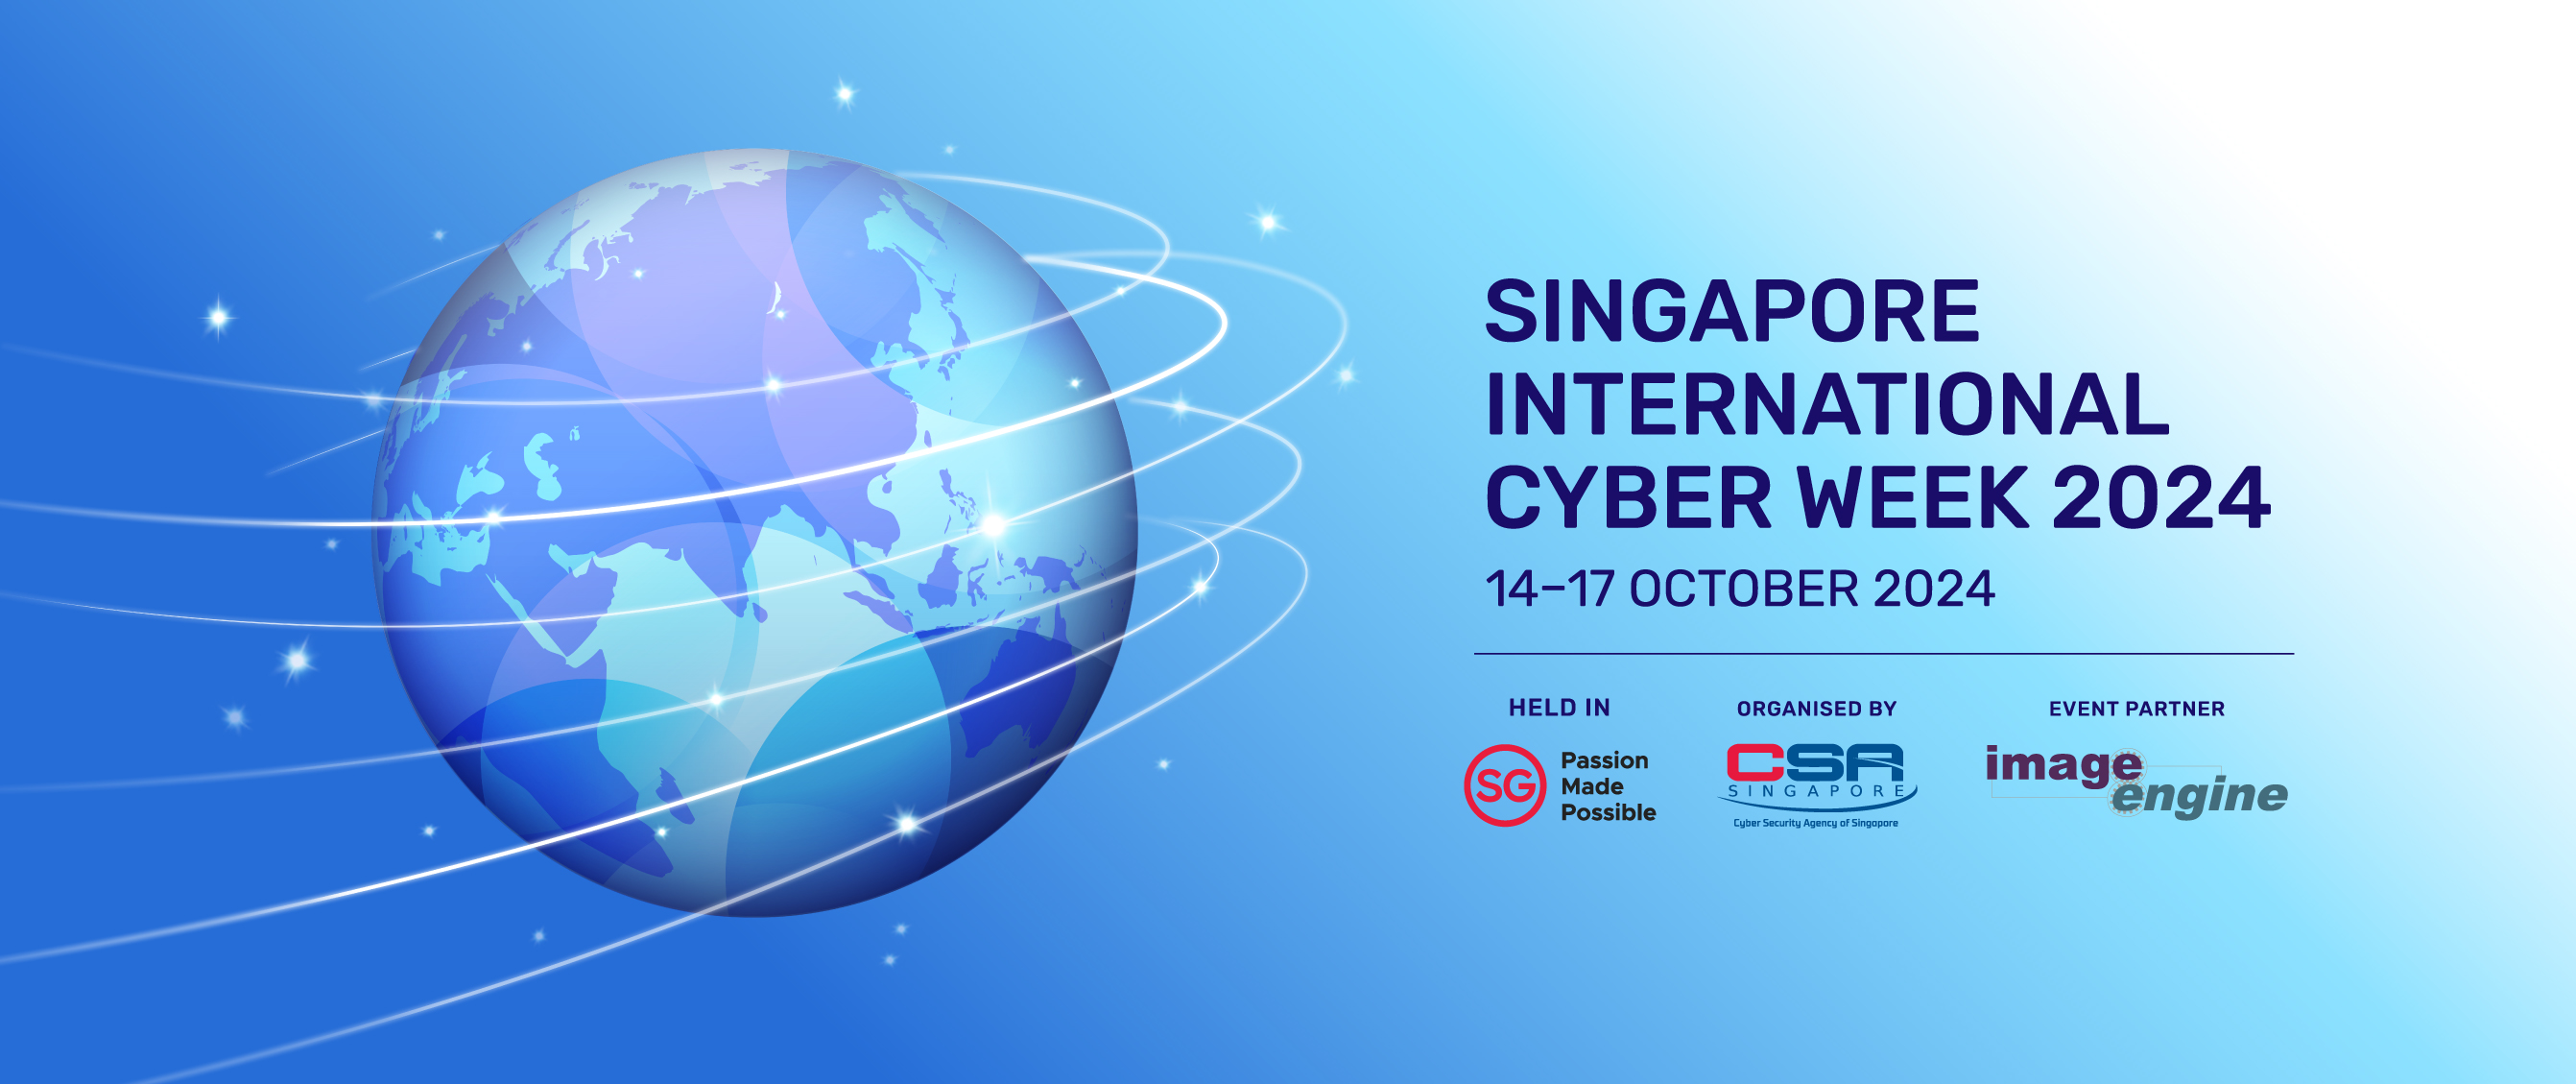 SINGAPORE
INTERNATIONAL
CYBER WEEK 2024
14–17 OCTOBER 2024
HELD IN
SG
Passion
Made
Possible
ORGANISED BY
CSA
SINGAPORE
Cyber Security Agency of Singapore
EVENT PARTNER
image
engine